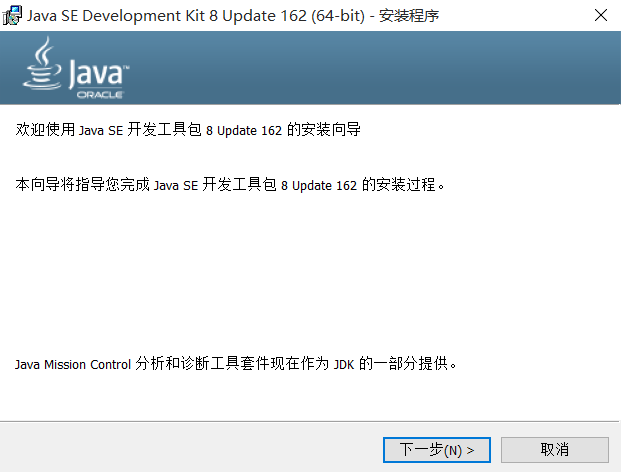 Java SE Development Kit 8 Update 162 (64-bit) - 安装程序
Java™
ORACLE
欢迎使用 Java SE 开发工具包 8 Update 162 的安装向导
本向导将指导您完成 Java SE 开发工具包 8 Update 162 的安装过程。
Java Mission Control 分析和诊断工具套件现在作为 JDK 的一部分提供。
下一步(N) >
取消